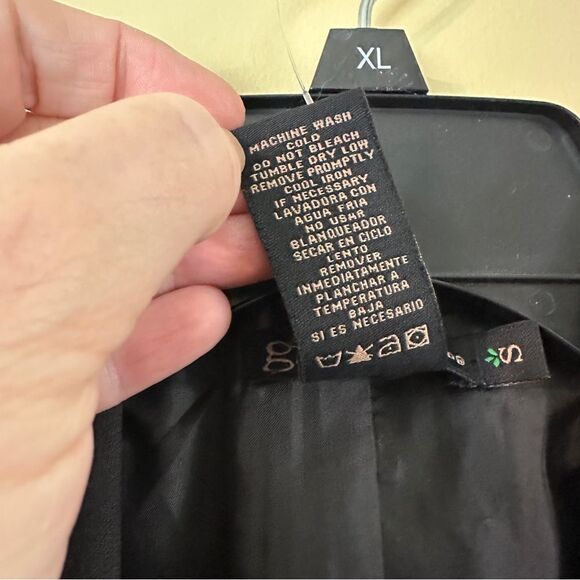 XL
MACHINE WASH
COLD
DO NOT BLEACH
TUMBLE DRY LOW
REMOVE PROMPTLY
COOL IRON
IF NECESSARY
LAVADORA CON
AGUA FRIA
NO USAR
BLANQUEADOR
SECAR EN CICLO
LENTO
REMOVER
INMEDIATAMENTE
PLANCHAR A
TEMPERATURA
BAJA
SI ES NECESARIO
S